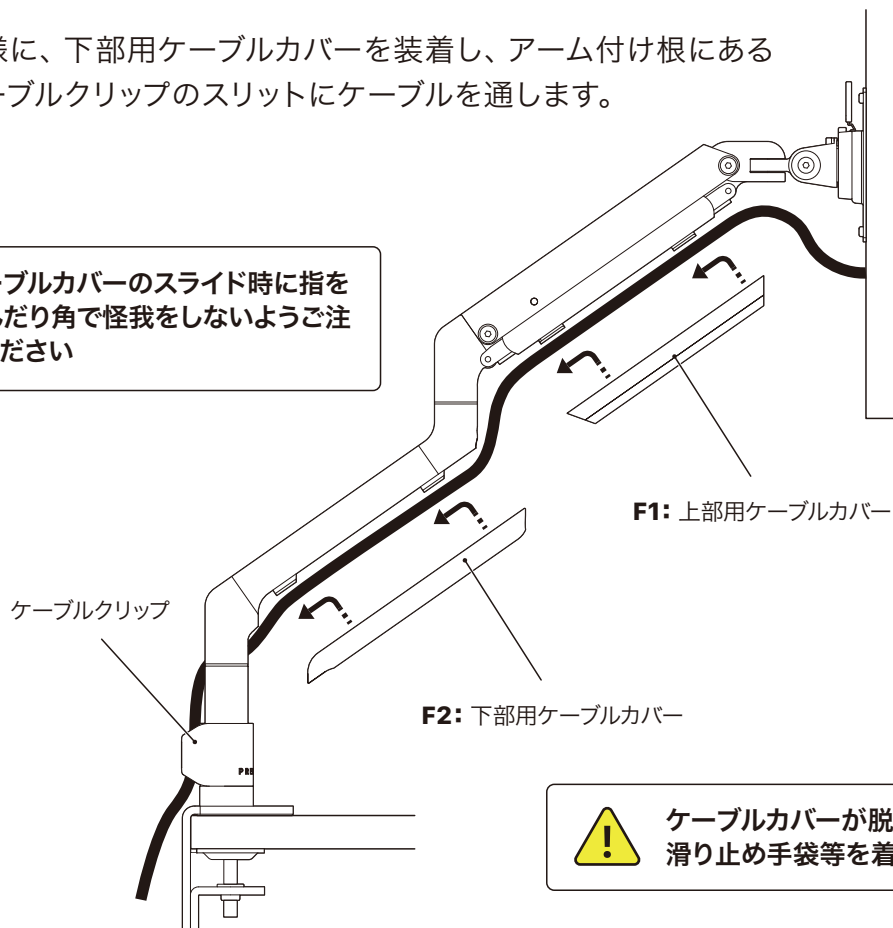 様に、下部用ケーブルカバーを装着し、アーム付け根にある
ーブルクリップのスリットにケーブルを通します。
ーブルカバーのスライド時に指を
んだり角で怪我をしないようご注
ださい
F1: 上部用ケーブルカバー
ケーブルクリップ
F2: 下部用ケーブルカバー
PRE
ケーブルカバーが脱
滑り止め手袋等を着